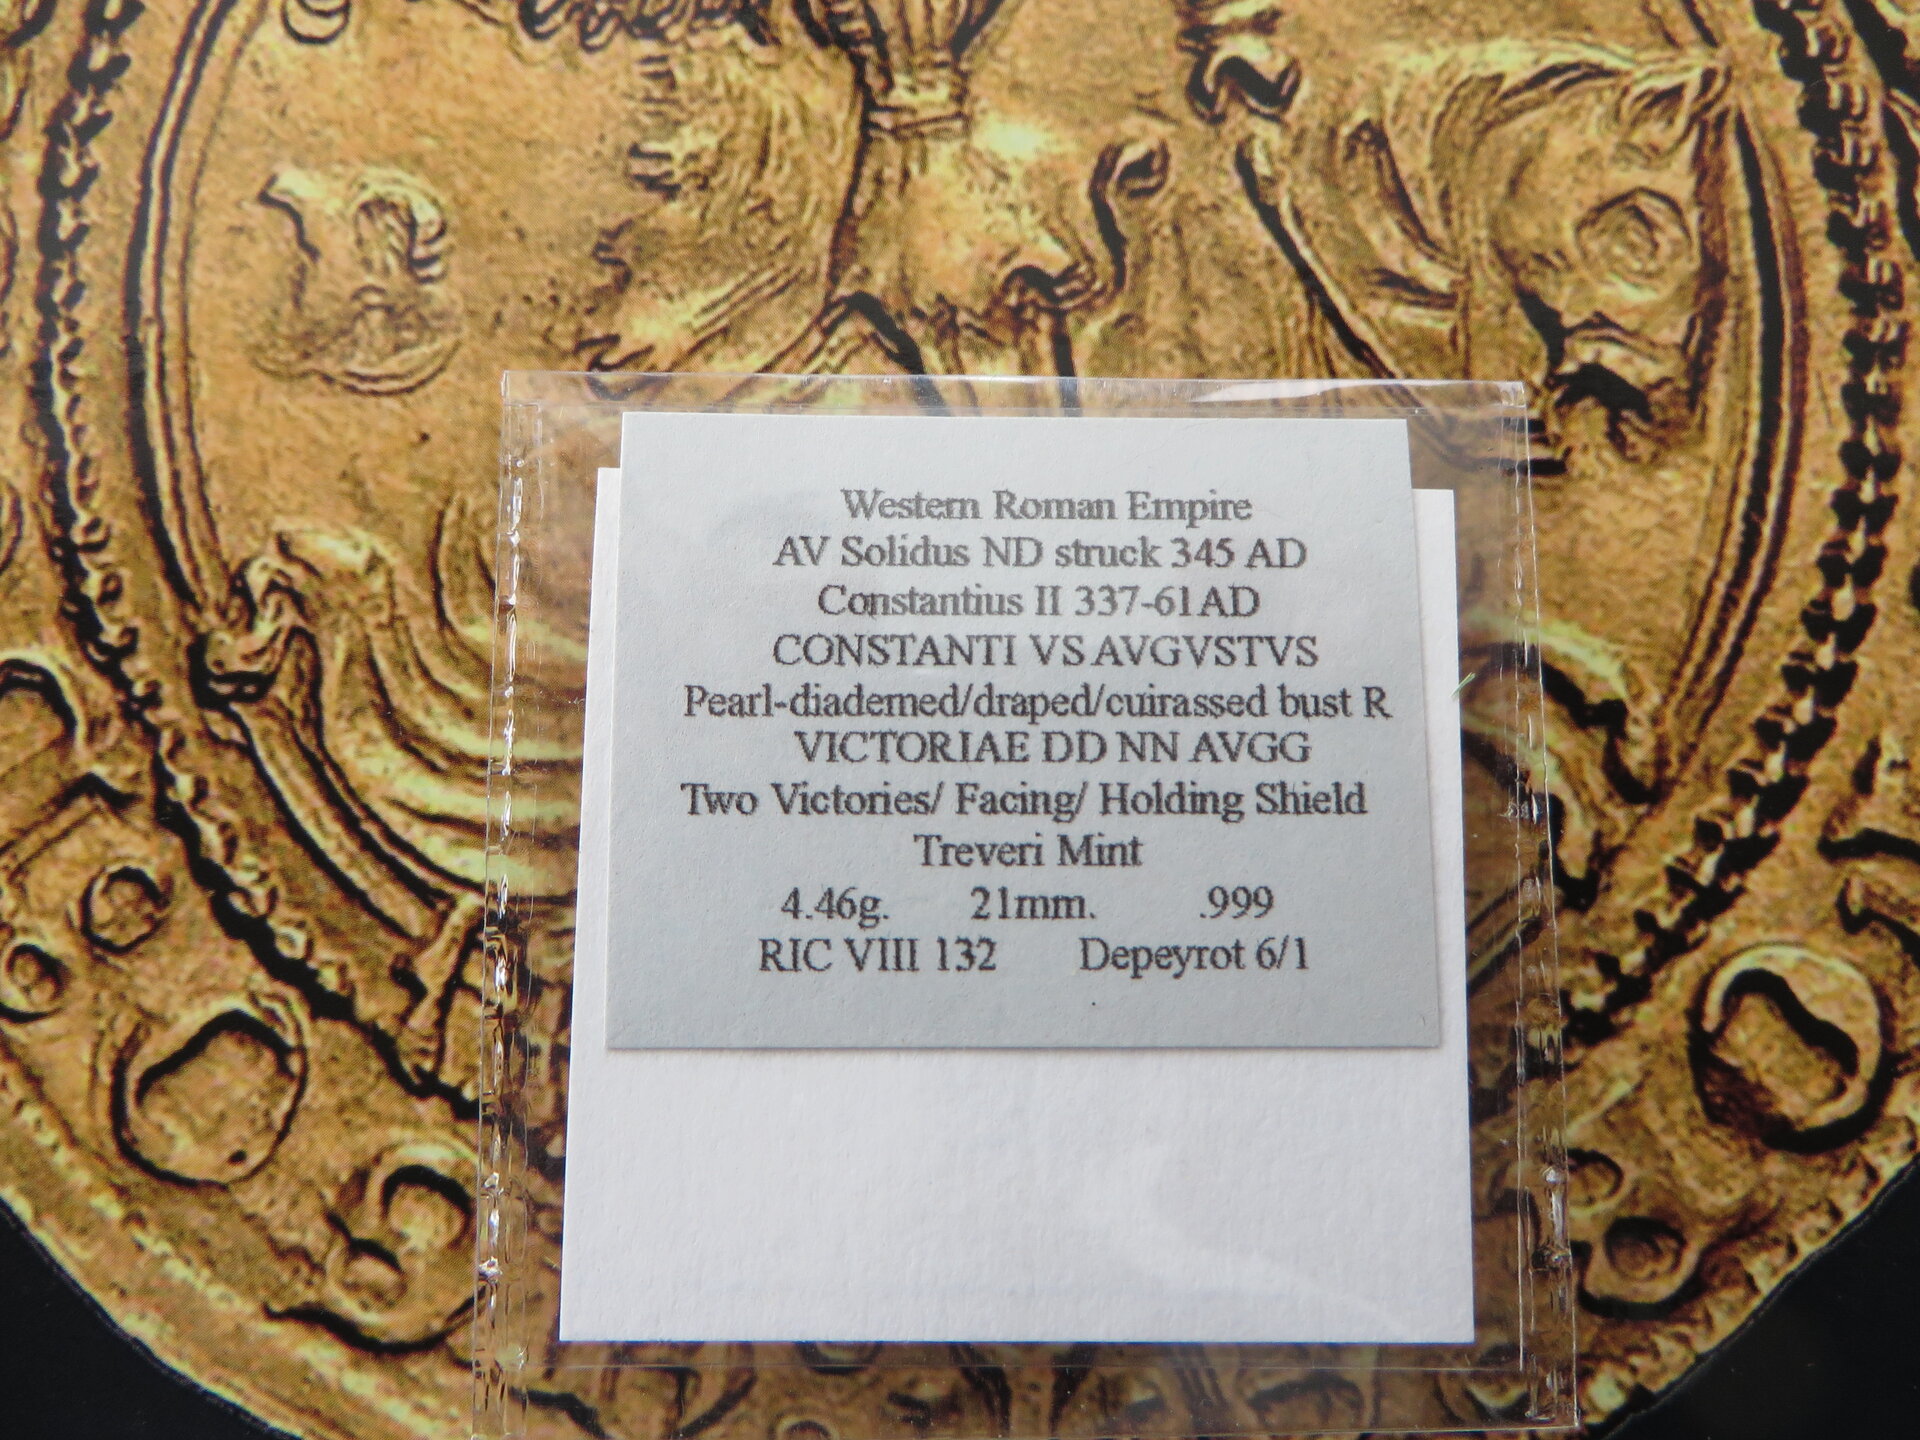 Western Roman Empire
AV Solidus ND struck 345 AD
Constantius II 337-61AD
CONSTANTI VS AVGVSTVS
Pearl-diademed/draped/cuirassed bust R
VICTORIAE DD NN AVGG
Two Victories/ Facing/ Holding Shield
Treveri Mint
4.46g. 21mm. .999
RIC VIII 132 Depeyrot 6/1